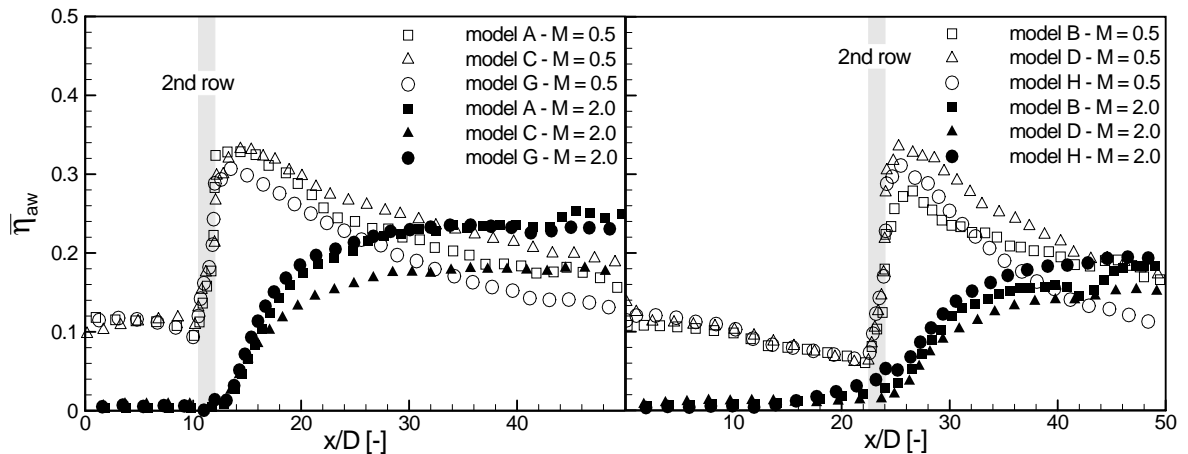 0.5
0.4
0.3
0.2
0.1
0
η̅aw
2nd row
model A - M = 0.5
model C - M = 0.5
model G - M = 0.5
model A - M = 2.0
model C - M = 2.0
model G - M = 2.0
0 10 20 30 40
x/D [-]
2nd row
model B - M = 0.5
model D - M = 0.5
model H - M = 0.5
model B - M = 2.0
model D - M = 2.0
model H - M = 2.0
10 20 30 40 50
x/D [-]